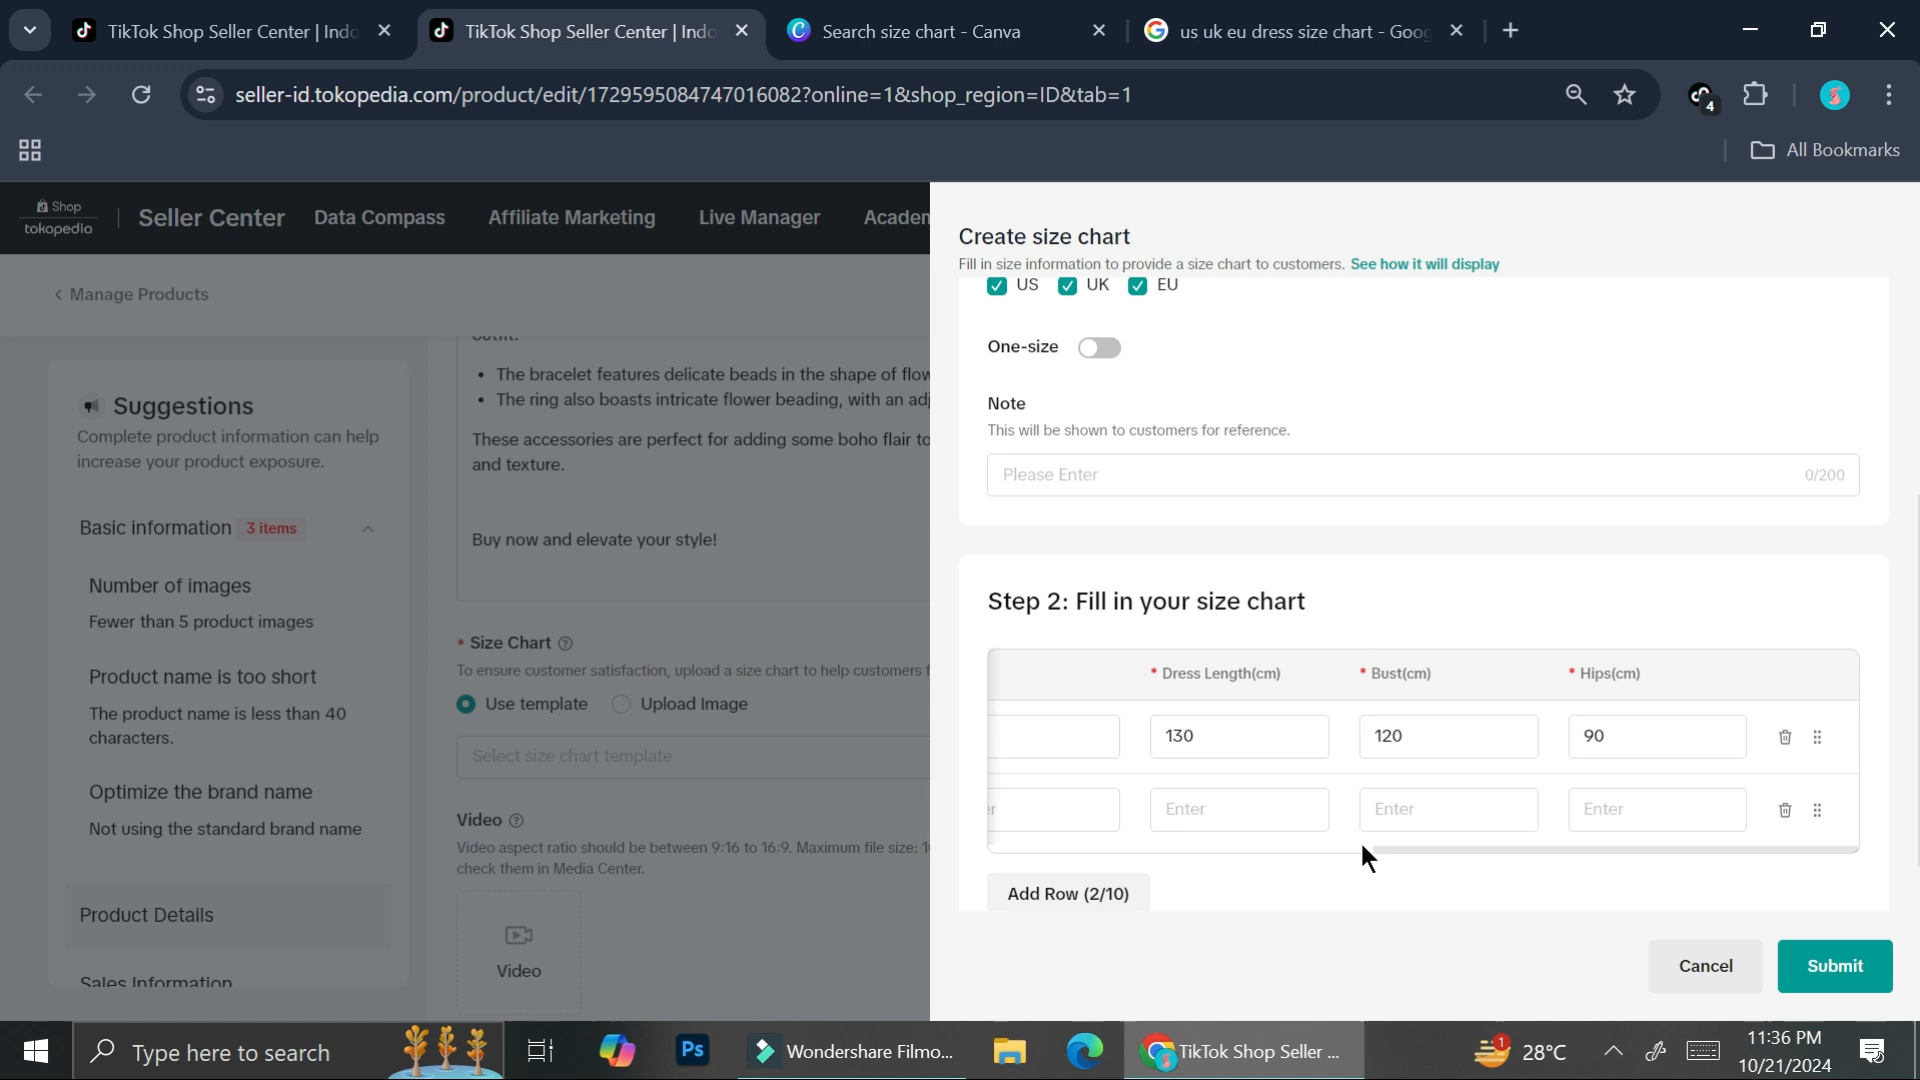 TikTok Shop Seller Center | Indo
TikTok Shop Seller Center | Indo
Search size chart - Canva
us uk eu dress size chart - Goo
seller-id.tokopedia.com/product/edit/1729595084747016082?online=1&shop_region=ID&tab=1
4
All Bookmarks
Shop
tokopedia
Seller Center
Data Compass
Affiliate Marketing
Live Manager
Academ
< Manage Products
Suggestions
Complete product information can help
increase your product exposure.
Basic information 3 items
Number of images
Fewer than 5 product images
Product name is too short
The product name is less than 40
characters.
Optimize the brand name
Not using the standard brand name
Product Details
Sales Information
outfit.
• The bracelet features delicate beads in the shape of flow
• The ring also boasts intricate flower beading, with an adj
These accessories are perfect for adding some boho flair to
and texture.
Buy now and elevate your style!
* Size Chart
To ensure customer satisfaction, upload a size chart to help customers f
Use template
Upload Image
Select size chart template
Video
Video aspect ratio should be between 9:16 to 16:9. Maximum file size: 1
check them in Media Center.
Video
Create size chart
Fill in size information to provide a size chart to customers. See how it will display
US UK EU
One-size
Note
This will be shown to customers for reference.
Please Enter 0/200
Step 2: Fill in your size chart
* Dress Length(cm) * Bust(cm) * Hips(cm)
130 120 90
er Enter Enter Enter
Add Row (2/10)
Cancel Submit
Type here to search
Ps
Wondershare Filmo...
TikTok Shop Seller ...
1
28°C
11:36 PM
10/21/2024